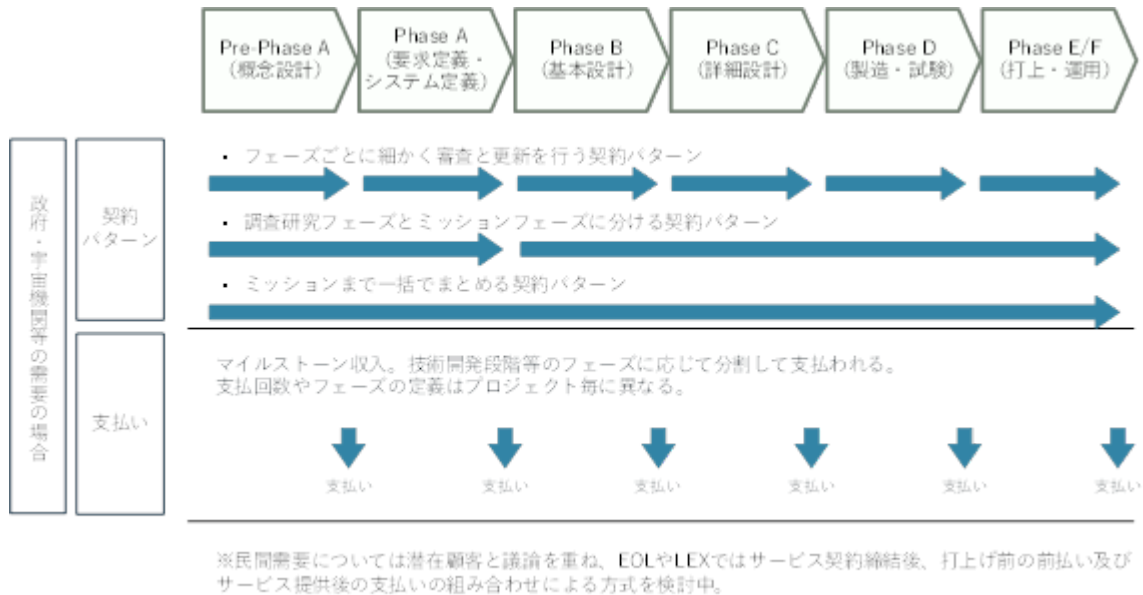 Pre-Phase A
（概念設計）
Phase A
（要求定義・
システム定義）
Phase B
（基本設計）
Phase C
（詳細設計）
Phase D
（製造・試験）
Phase E/F
（打上・運用）
政府・宇宙機関等の需要の場合
契約
パターン
▪ フェーズごとに細かく審査と更新を行う契約パターン
▪ 調査研究フェーズとミッションフェーズに分ける契約パターン
▪ ミッションまで一括でまとめる契約パターン
支払い
マイルストーン収入。技術開発段階等のフェーズに応じて分割して支払われる。
支払回数やフェーズの定義はプロジェクト毎に異なる。
支払い
支払い
支払い
支払い
支払い
支払い
※民間需要については潜在顧客と議論を重ね、EOLやLEXではサービス契約締結後、打上げ前の前払い及び
サービス提供後の支払いの組み合わせによる方式を検討中。